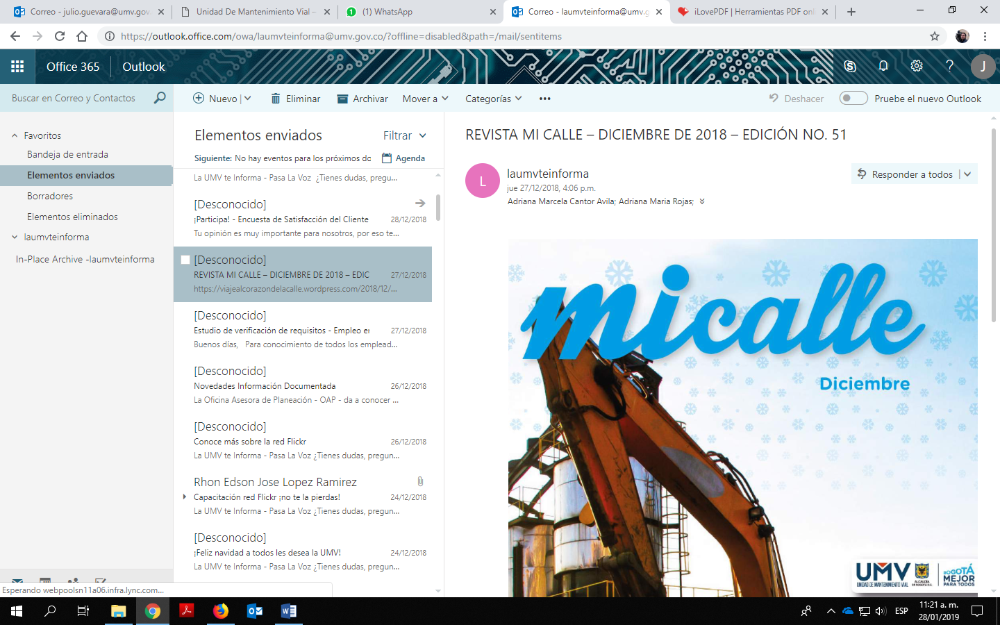 Correo - julio.guevara@umv.gov.
Unidad De Mantenimiento Vial –
(1) WhatsApp
Correo - laumvteinforma@umv.g
iLovePDF | Herramientas PDF onl
https://outlook.office.com/owa/laumvteinforma@umv.gov.co/?offline=disabled&path=/mail/sentitems
Office 365
Outlook
J
Buscar en Correo y Contactos
Nuevo
Eliminar
Archivar
Mover a
Categorías
Deshacer
Pruebe el nuevo Outlook
Favoritos
Bandeja de entrada
Elementos enviados
Borradores
Elementos eliminados
laumvteinforma
In-Place Archive -laumvteinforma
Elementos enviados
Filtrar
Siguiente: No hay eventos para los próximos do
Agenda
La UMV te Informa - Pasa La Voz ¿Tienes dudas, pregu...
[Desconocido]
¡Participa! - Encuesta de Satisfacción del Cliente
28/12/2018
Tu opinión es muy importante para nosotros, por eso te...
[Desconocido]
REVISTA MI CALLE – DICIEMBRE DE 2018 – EDIC
27/12/2018
https://viajealcorazondelacalle.wordpress.com/2018/12/...
[Desconocido]
Estudio de verificación de requisitos - Empleo en
27/12/2018
Buenos días, Para conocimiento de todos los emplead...
[Desconocido]
Novedades Información Documentada
26/12/2018
La Oficina Asesora de Planeación - OAP - da a conocer ...
[Desconocido]
Conoce más sobre la red Flickr
26/12/2018
La UMV te Informa - Pasa La Voz ¿Tienes dudas, pregun...
Rhon Edson Jose Lopez Ramirez
Capacitación red Flickr ¡no te la pierdas!
24/12/2018
La UMV te Informa - Pasa La Voz ¿Tienes dudas, pregun...
[Desconocido]
¡Feliz navidad a todos les desea la UMV!
24/12/2018
La UMV te Informa - Pasa La Voz ¿Tienes dudas, pregun...
REVISTA MI CALLE – DICIEMBRE DE 2018 – EDICIÓN NO. 51
L
laumvteinforma
jue 27/12/2018, 4:06 p.m.
Adriana Marcela Cantor Avila; Adriana Maria Rojas;
Responder a todos
micalle
Diciembre
UMV
UNIDAD DE MANTENIMIENTO VIAL
ALCALDÍA
DE BOGOTÁ D.C.
BOGOTÁ
MEJOR
PARA TODOS
Esperando webpoolsn11a06.infra.lync.com...
ESP
11:21 a. m.
28/01/2019